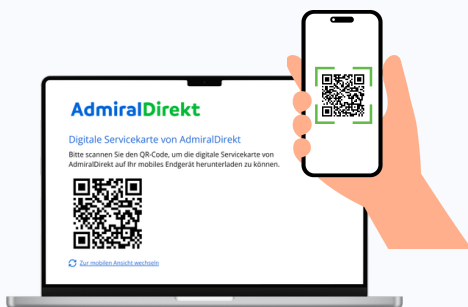 AdmiralDirekt
Digitale Servicekarte von AdmiralDirekt
Bitte scannen Sie den QR-Code, um die digitale Servicekarte von
AdmiralDirekt auf Ihr mobiles Endgerät herunterladen zu können.
Zur mobilen Ansicht wechseln